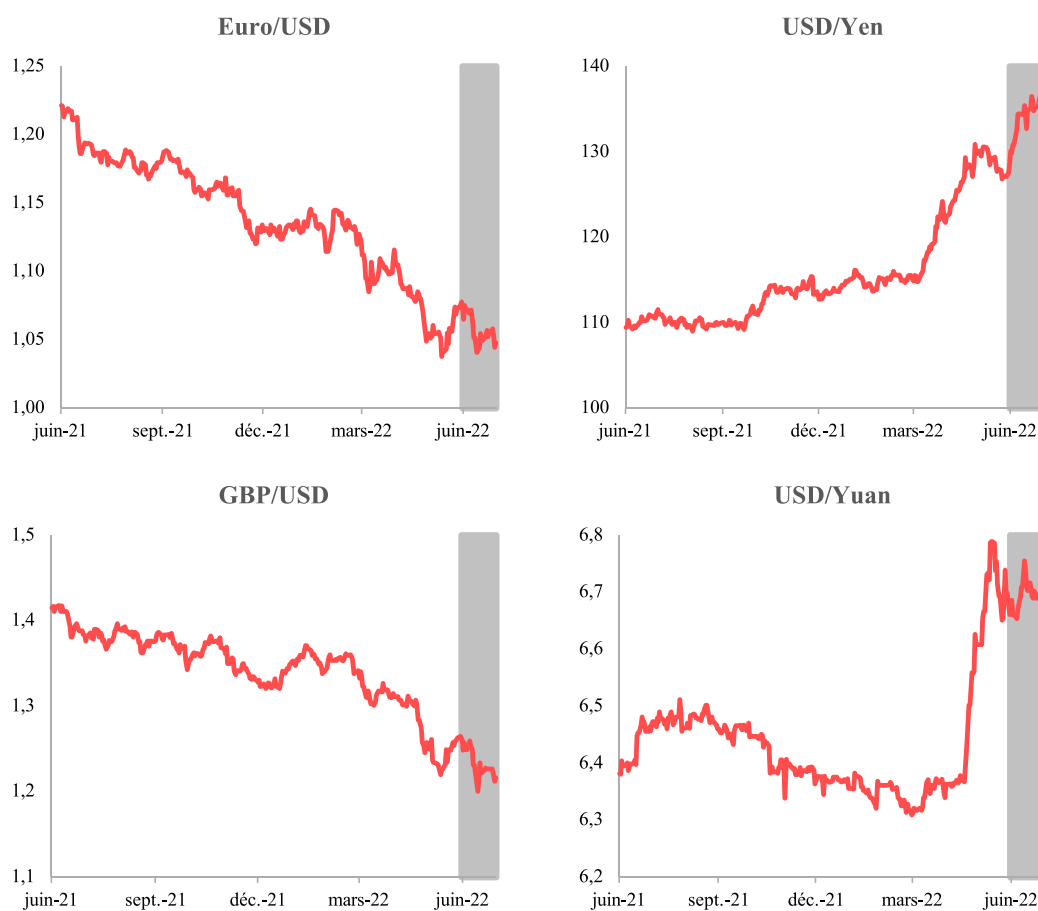 Euro/USD
1,25
1,20
1,15
1,10
1,05
1,00
juin-21 sept.-21 déc.-21 mars-22 juin-22
USD/Yen
140
130
120
110
100
juin-21 sept.-21 déc.-21 mars-22 juin-22
GBP/USD
1,5
1,4
1,3
1,2
1,1
juin-21 sept.-21 déc.-21 mars-22 juin-22
USD/Yuan
6,8
6,7
6,6
6,5
6,4
6,3
6,2
juin-21 sept.-21 déc.-21 mars-22 juin-22